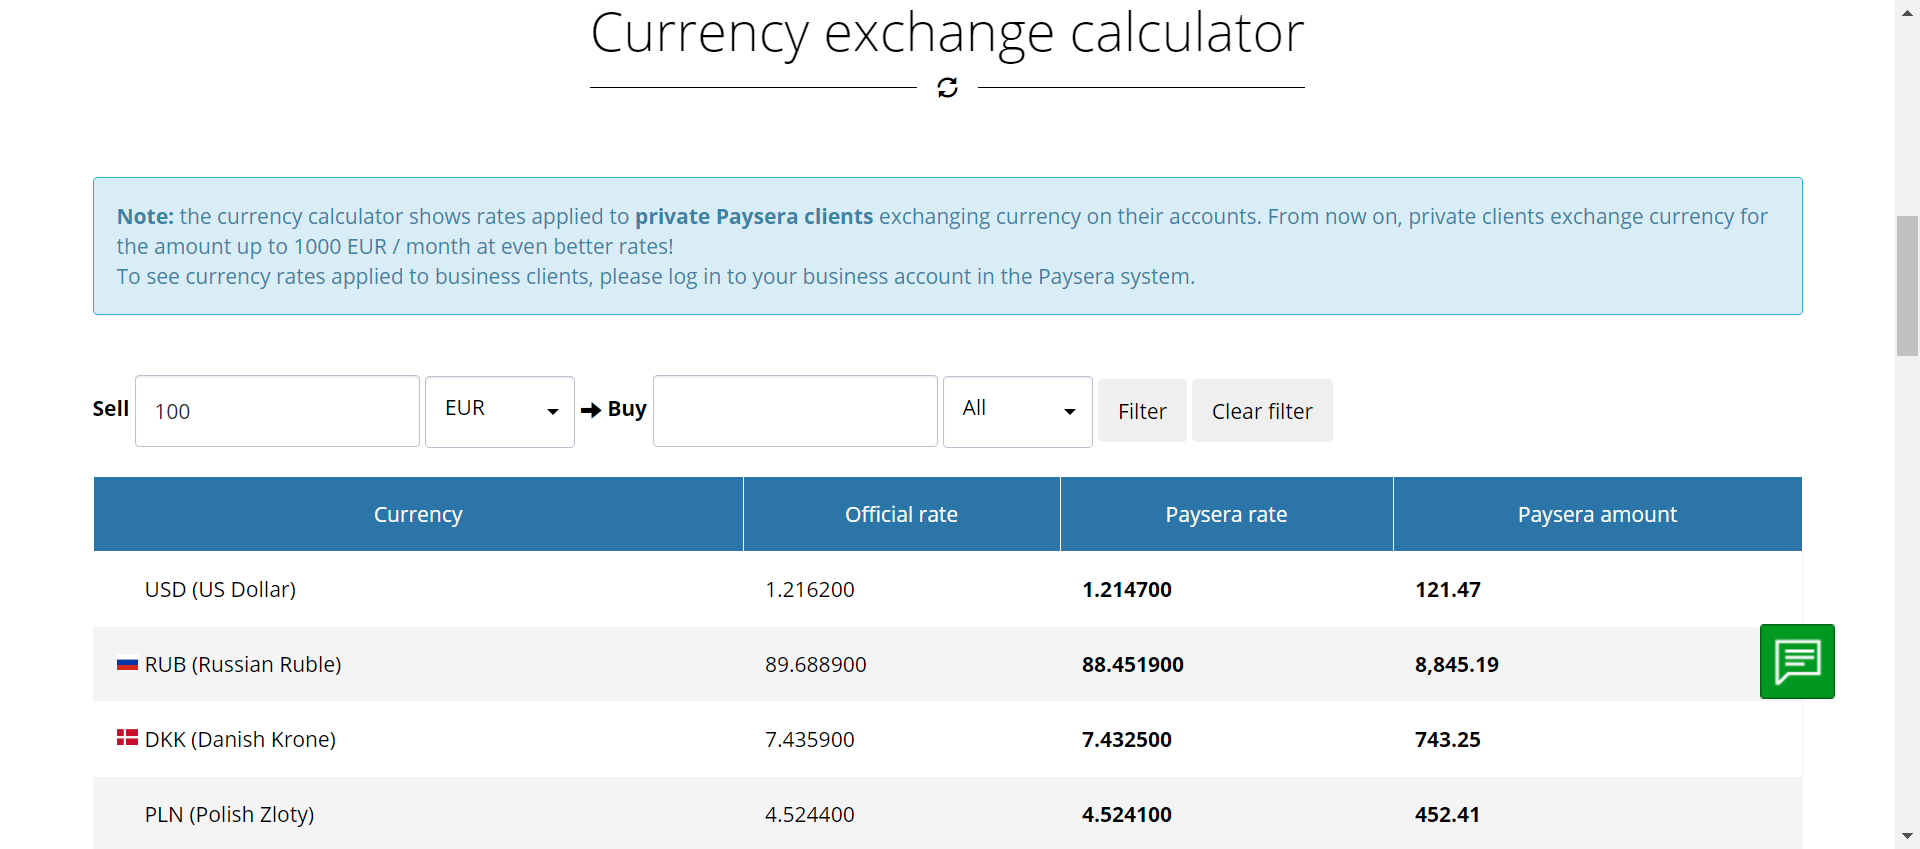 Currency exchange calculator
Note: the currency calculator shows rates applied to private Paysera clients exchanging currency on their accounts. From now on, private clients exchange currency for
the amount up to 1000 EUR / month at even better rates!
To see currency rates applied to business clients, please log in to your business account in the Paysera system.
Sell 100 EUR Buy All Filter Clear filter
Currency Official rate Paysera rate Paysera amount
USD (US Dollar) 1.216200 1.214700 121.47
RUB (Russian Ruble) 89.688900 88.451900 8,845.19
DKK (Danish Krone) 7.435900 7.432500 743.25
PLN (Polish Zloty) 4.524400 4.524100 452.41